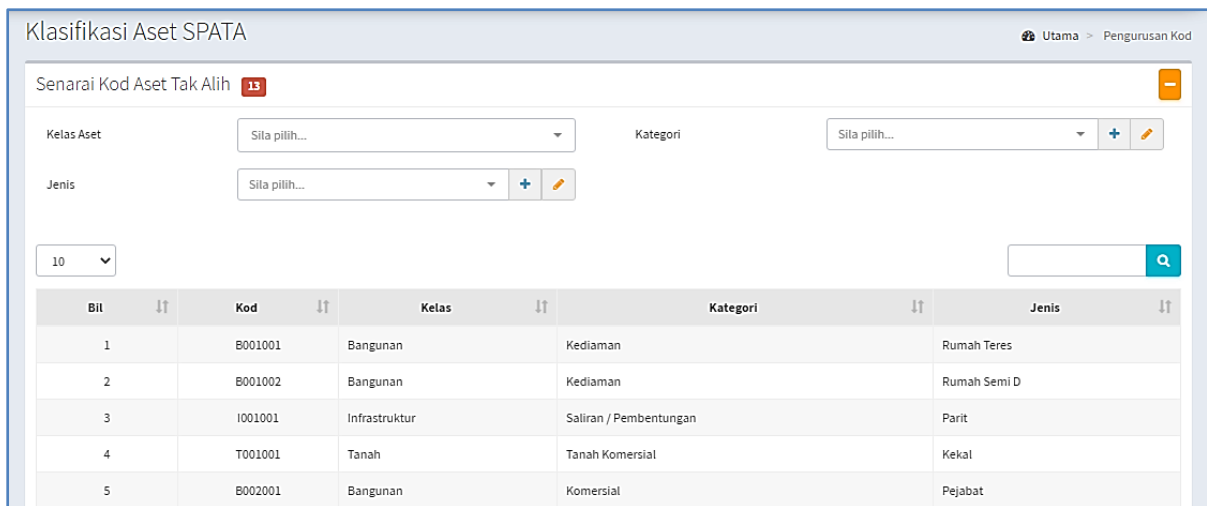 Klasifikasi Aset SPATA
Utama > Pengurusan Kod
Senarai Kod Aset Tak Alih 13
Kelas Aset Sila pilih... Kategori Sila pilih...
Jenis Sila pilih...
10
Bil Kod Kelas Kategori Jenis
1 B001001 Bangunan Kediaman Rumah Teres
2 B001002 Bangunan Kediaman Rumah Semi D
3 I001001 Infrastruktur Saliran / Pembentungan Parit
4 T001001 Tanah Tanah Komersial Kekal
5 B002001 Bangunan Komersial Pejabat